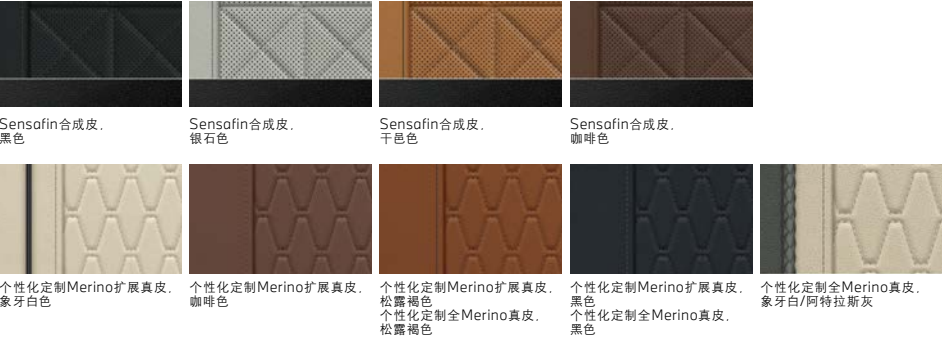 Sensafin合成皮，
黑色
Sensafin合成皮，
银石色
Sensafin合成皮，
干邑色
Sensafin合成皮，
咖啡色
个性化定制Merino扩展真皮，
象牙白色
个性化定制Merino扩展真皮，
咖啡色
个性化定制Merino扩展真皮，
松露褐色
个性化定制全Merino真皮，
松露褐色
个性化定制Merino扩展真皮，
黑色
个性化定制全Merino真皮，
黑色
个性化定制全Merino真皮，
象牙白/阿特拉斯灰